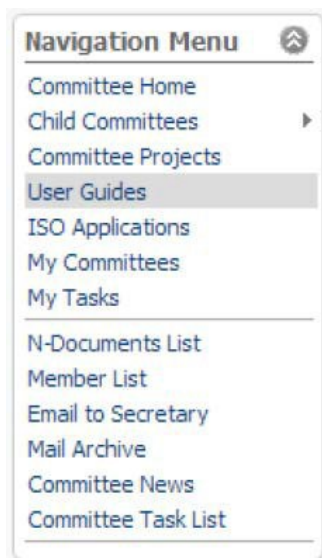 Navigation Menu
Committee Home
Child Committees
Committee Projects
User Guides
ISO Applications
My Committees
My Tasks
N-Documents List
Member List
Email to Secretary
Mail Archive
Committee News
Committee Task List